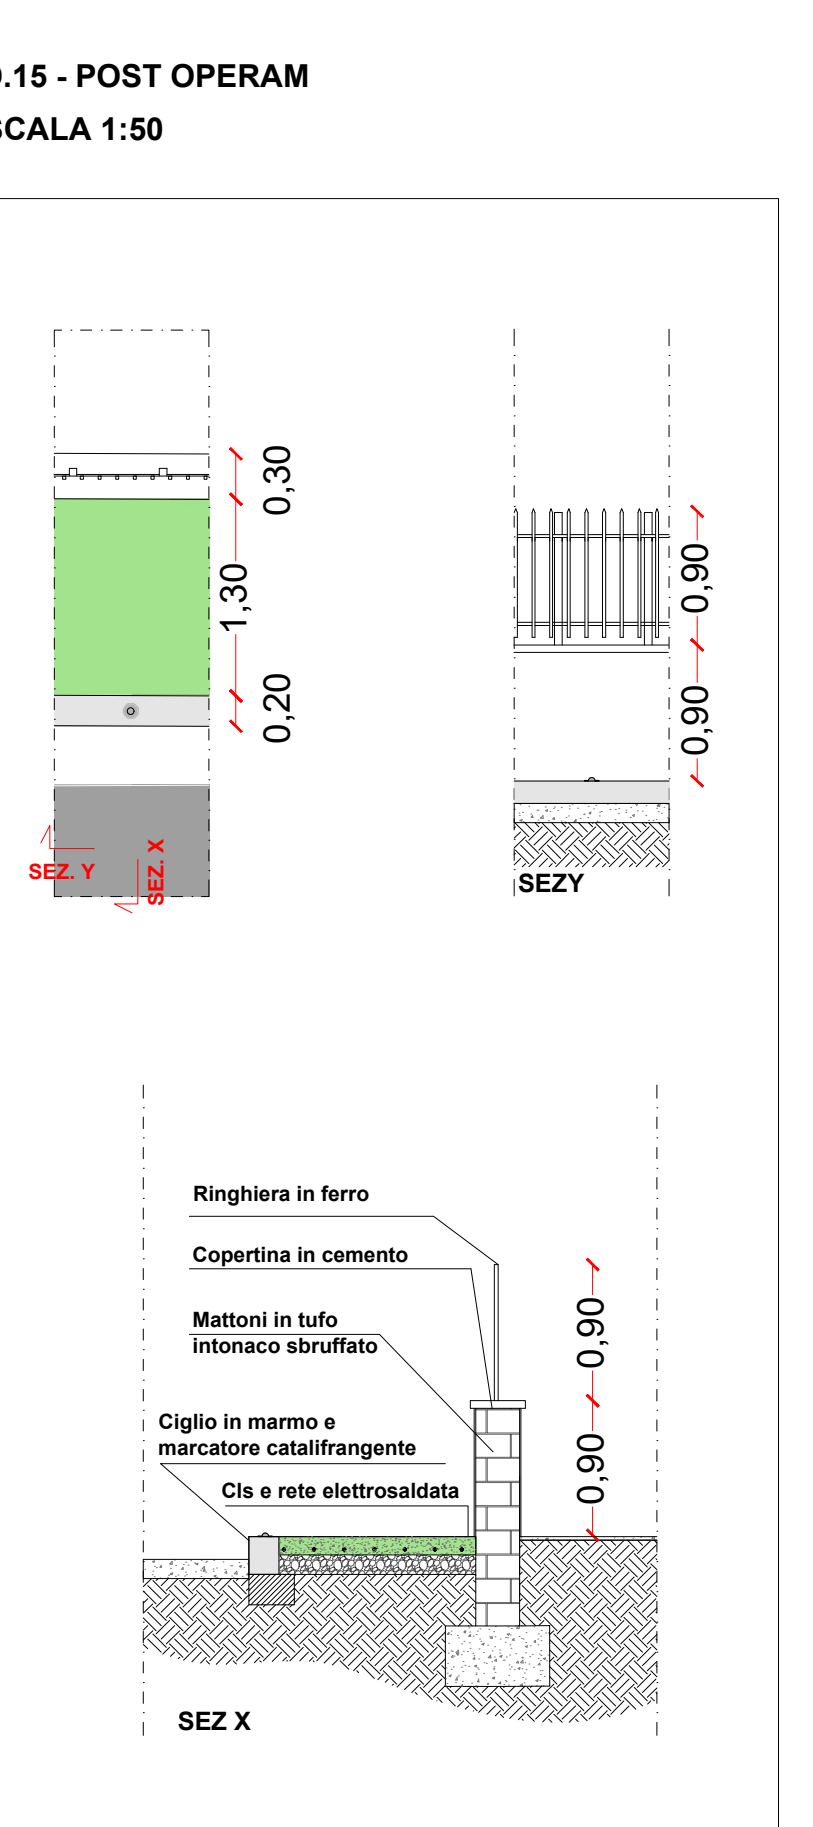 .15 - POST OPERAM
SCALA 1:50
0,30
1,30
0,20
SEZ. Y
SEZ. X
0,90
0,90
SEZY
Ringhiera in ferro
Copertina in cemento
Mattoni in tufo
intonaco sbruffato
Ciglio in marmo e
marcatore catalifrangente
Cls e rete elettrosaldata
0,90
0,90
SEZ X